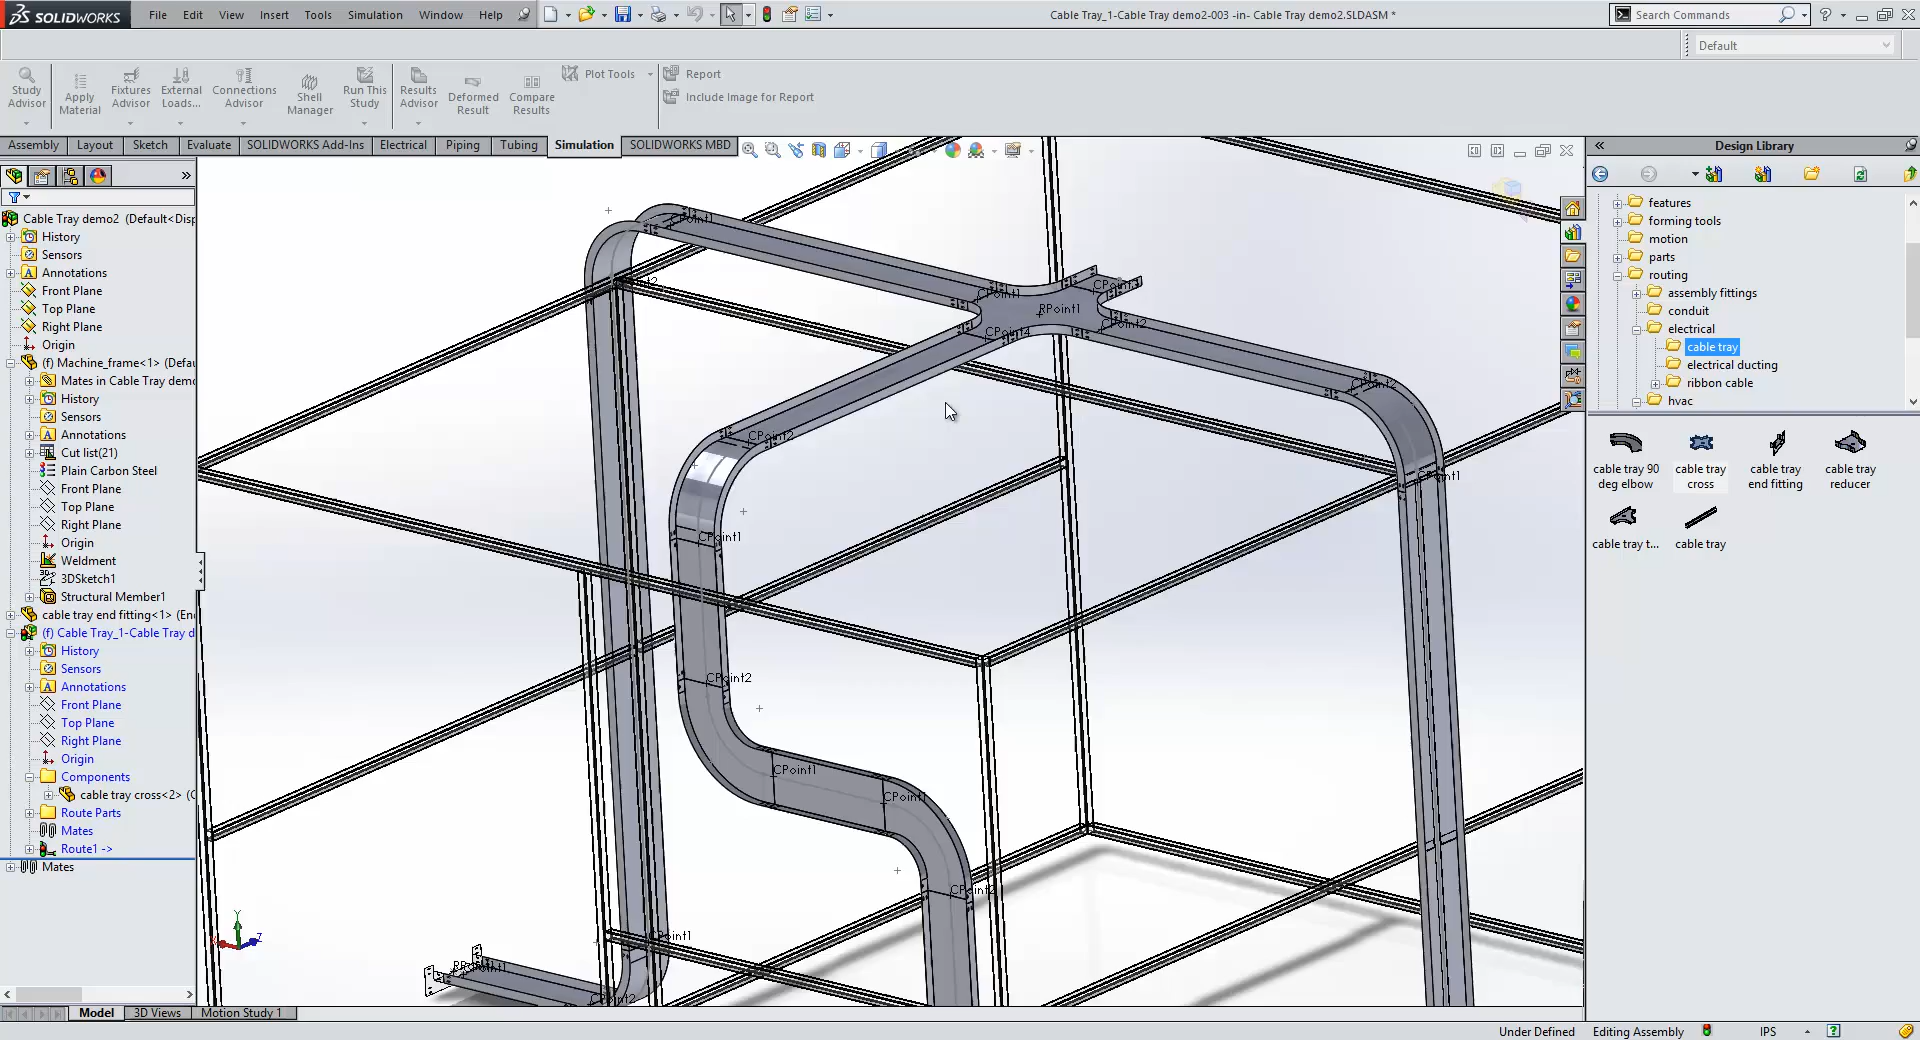 SOLIDWORKS File Edit View Insert Tools Simulation Window Help Cable Tray_1-Cable Tray demo2-003 -in- Cable Tray demo2.SLDASM * Search Commands
Default
Study Advisor
Apply Material
Fixtures Advisor
External Loads...
Connections Advisor
Shell Manager
Run This Study
Results Advisor
Deformed Result
Compare Results
Plot Tools
Report
Include Image for Report
Assembly Layout Sketch Evaluate SOLIDWORKS Add-Ins Electrical Piping Tubing Simulation SOLIDWORKS MBD
Cable Tray demo2 (Default<Disp
History
Sensors
Annotations
Front Plane
Top Plane
Right Plane
Origin
(f) Machine_frame<1> (Defau
Mates in Cable Tray demo
History
Sensors
Annotations
Cut list(21)
Plain Carbon Steel
Front Plane
Top Plane
Right Plane
Origin
Weldment
3DSketch1
Structural Member1
cable tray end fitting<1> (En
(f) Cable Tray_1-Cable Tray d
History
Sensors
Annotations
Front Plane
Top Plane
Right Plane
Origin
Components
cable tray cross<2> (C
Route Parts
Mates
Route1 ->
Mates
CPoint1
CPoint1
RPoint1
CPoint4
CPoint2
CPoint2
CPoint2
CPoint1
CPoint1
CPoint2
CPoint1
CPoint1
CPoint1
CPoint2
Y
Z
Design Library
features
forming tools
motion
parts
routing
assembly fittings
conduit
electrical
cable tray
electrical ducting
ribbon cable
hvac
cable tray 90 deg elbow
cable tray cross
cable tray end fitting
cable tray reducer
cable tray t...
cable tray
Model 3D Views Motion Study 1
Under Defined Editing Assembly IPS